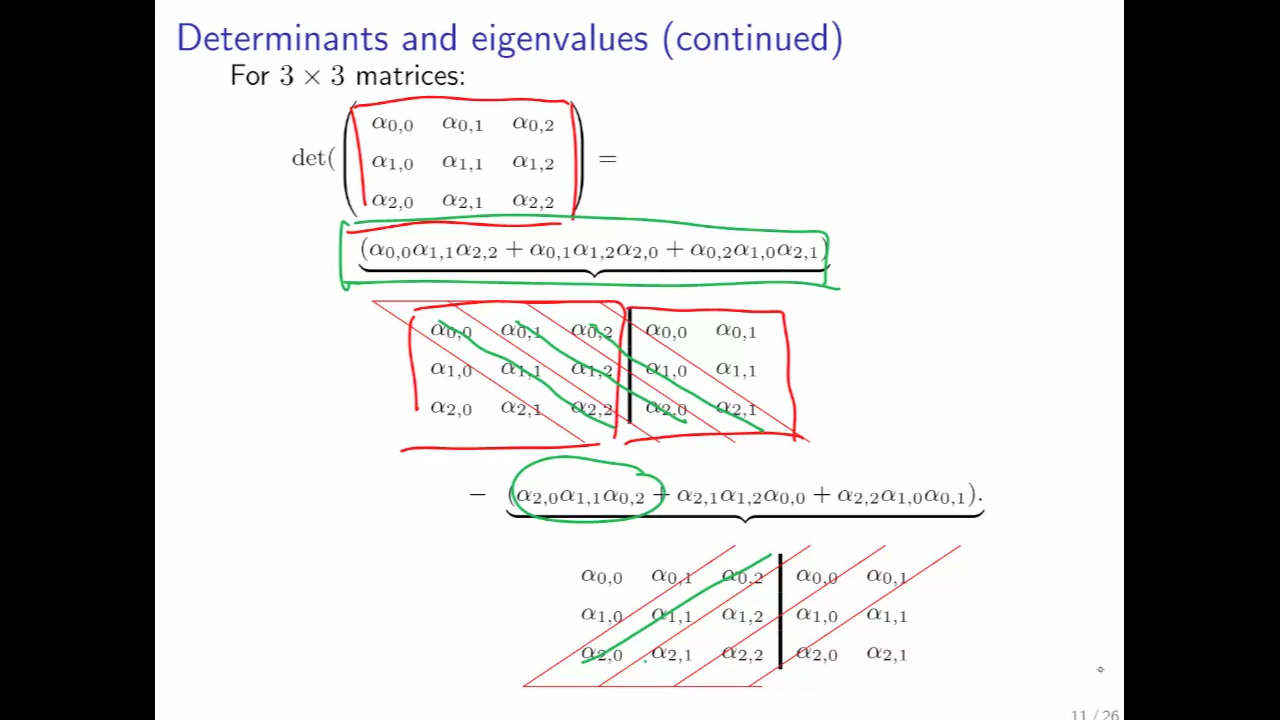 Determinants and eigenvalues (continued)
For 3 × 3 matrices:
α0,0 α0,1 α0,2
det( α1,0 α1,1 α1,2 ) =
α2,0 α2,1 α2,2
(α0,0α1,1α2,2 + α0,1α1,2α2,0 + α0,2α1,0α2,1)
α0,0 α0,1 α0,2 α0,0 α0,1
α1,0 α1,1 α1,2 α1,0 α1,1
α2,0 α2,1 α2,2 α2,0 α2,1
− (α2,0α1,1α0,2 + α2,1α1,2α0,0 + α2,2α1,0α0,1).
α0,0 α0,1 α0,2 α0,0 α0,1
α1,0 α1,1 α1,2 α1,0 α1,1
α2,0 α2,1 α2,2 α2,0 α2,1
11 / 26